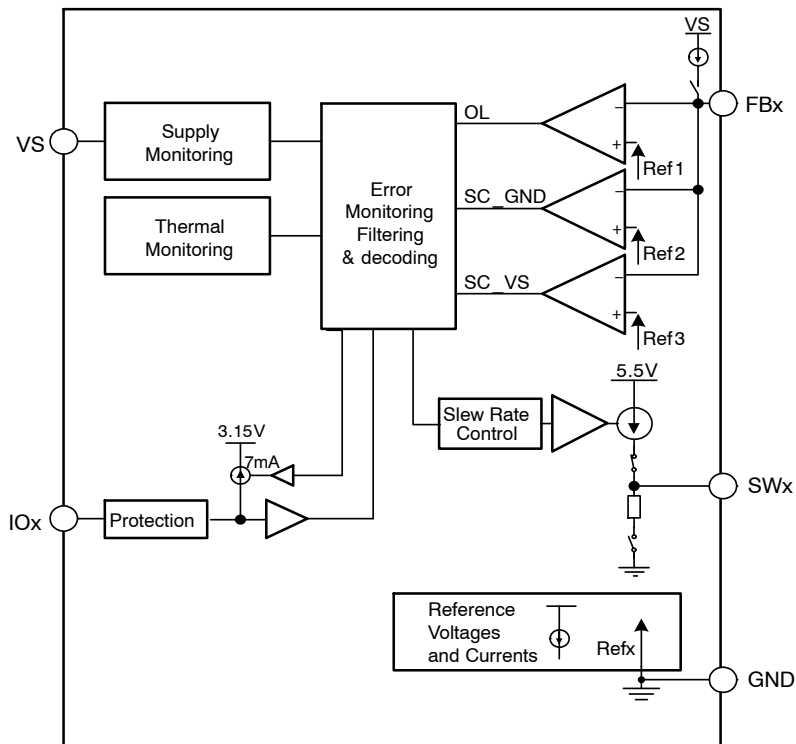 VS
FBx
VS
Supply
Monitoring
Thermal
Monitoring
Error
Monitoring
Filtering
& decoding
OL
−
+
Ref1
SC_GND
−
+
Ref2
SC_VS
−
+
Ref3
5.5V
Slew Rate
Control
3.15V
7mA
SWx
IOx
Protection
Reference
Voltages
and Currents
Refx
GND